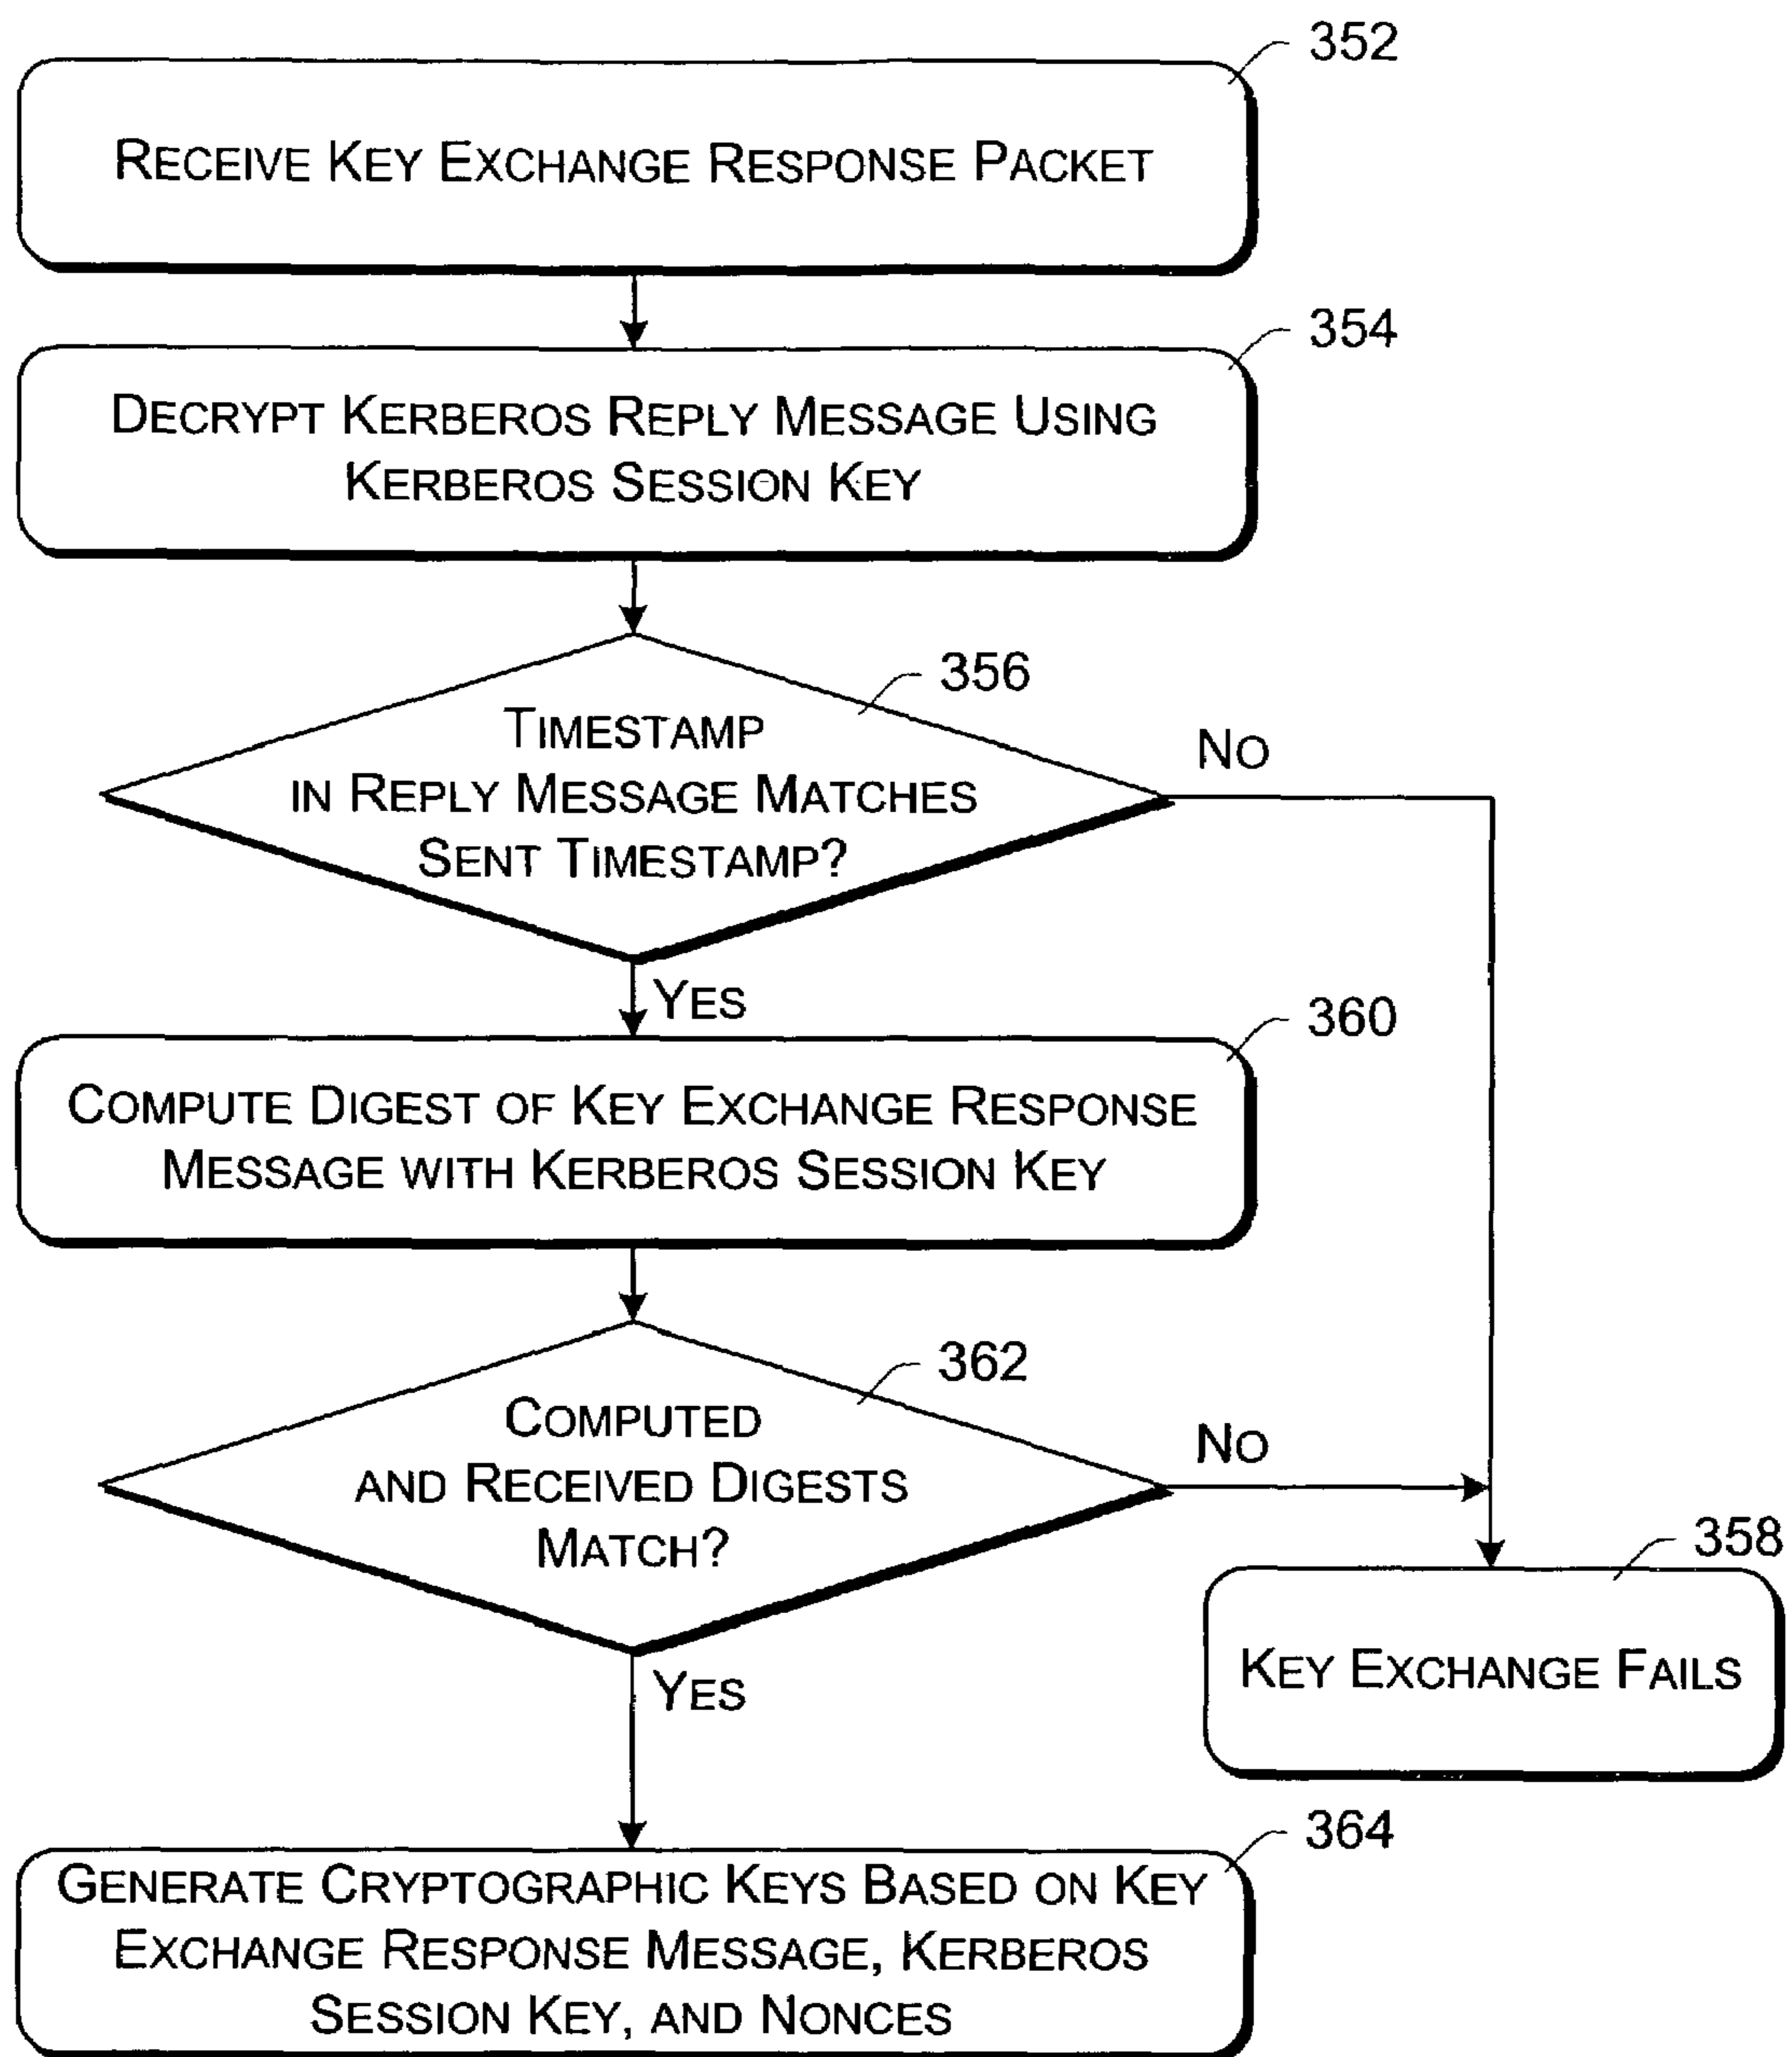 352
RECEIVE KEY EXCHANGE RESPONSE PACKET
354
DECRYPT KERBEROS REPLY MESSAGE USING
KERBEROS SESSION KEY
356
TIMESTAMP
IN REPLY MESSAGE MATCHES
SENT TIMESTAMP?
NO
YES
360
COMPUTE DIGEST OF KEY EXCHANGE RESPONSE
MESSAGE WITH KERBEROS SESSION KEY
362
COMPUTED
AND RECEIVED DIGESTS
MATCH?
NO
YES
358
KEY EXCHANGE FAILS
364
GENERATE CRYPTOGRAPHIC KEYS BASED ON KEY
EXCHANGE RESPONSE MESSAGE, KERBEROS
SESSION KEY, AND NONCES